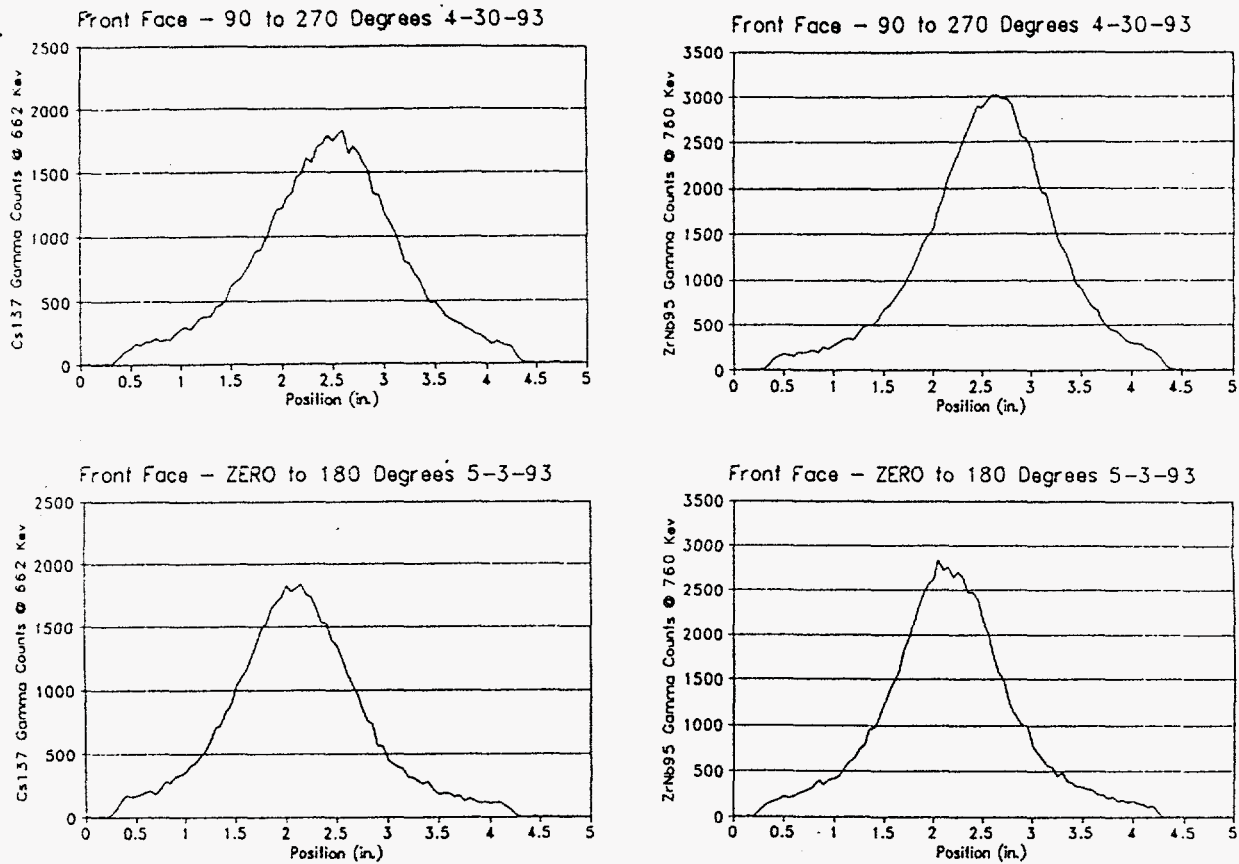 Front Face – 90 to 270 Degrees 4-30-93
Cs137 Gamma Counts @ 662 Kev
2500
2000
1500
1000
500
0
0 0.5 1 1.5 2 2.5 3 3.5 4 4.5 5
Position (in.)
Front Face – 90 to 270 Degrees 4-30-93
ZrNb95 Gamma Counts @ 760 Kev
3500
3000
2500
2000
1500
1000
500
0
0 0.5 1 1.5 2 2.5 3 3.5 4 4.5 5
Position (in.)
Front Face – ZERO to 180 Degrees 5-3-93
Cs137 Gamma Counts @ 662 Kev
2500
2000
1500
1000
500
0
0 0.5 1 1.5 2 2.5 3 3.5 4 4.5 5
Position (in.)
Front Face – ZERO to 180 Degrees 5-3-93
ZrNb95 Gamma Counts @ 760 Kev
3500
3000
2500
2000
1500
1000
500
0
0 0.5 1 1.5 2 2.5 3 3.5 4 4.5 5
Position (in.)